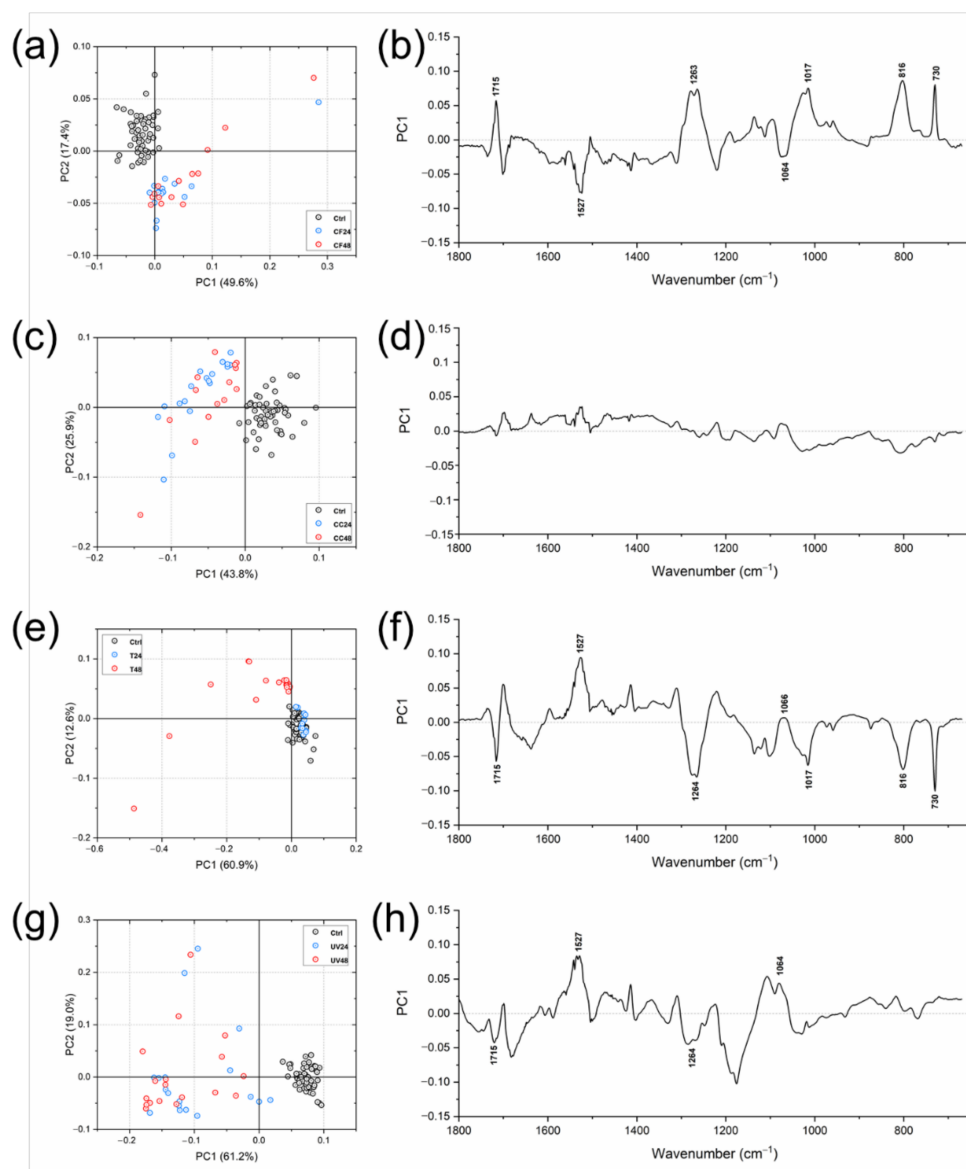 (a)
0.10
0.05
0.00
−0.05
−0.10
PC2 (17.4%)
−0.1 0.0 0.1 0.2 0.3
PC1 (49.6%)
Ctrl
CF24
CF48
(b)
0.15
0.10
0.05
0.00
−0.05
−0.10
−0.15
PC1
1715
1527
1263
1064
1017
816
730
1800 1600 1400 1200 1000 800
Wavenumber (cm⁻¹)
(c)
0.1
0.0
−0.1
−0.2
PC2 (25.9%)
−0.2 −0.1 0.0 0.1
PC1 (43.8%)
Ctrl
CC24
CC48
(d)
0.15
0.1
0.05
0
−0.05
−0.1
−0.15
PC1
1800 1600 1400 1200 1000 800
Wavenumber (cm⁻¹)
(e)
0.1
0.0
−0.1
−0.2
PC2 (12.6%)
−0.6 −0.4 −0.2 0.0 0.2
PC1 (60.9%)
Ctrl
T24
T48
(f)
0.15
0.10
0.05
0.00
−0.05
−0.10
−0.15
PC1
1715
1527
1264
1066
1017
816
730
1800 1600 1400 1200 1000 800
Wavenumber (cm⁻¹)
(g)
0.3
0.2
0.1
0.0
−0.1
PC2 (19.0%)
−0.2 −0.1 0.0 0.1
PC1 (61.2%)
Ctrl
UV24
UV48
(h)
0.15
0.10
0.05
0.00
−0.05
−0.10
−0.15
PC1
1715
1527
1264
1064
1800 1600 1400 1200 1000 800
Wavenumber (cm⁻¹)